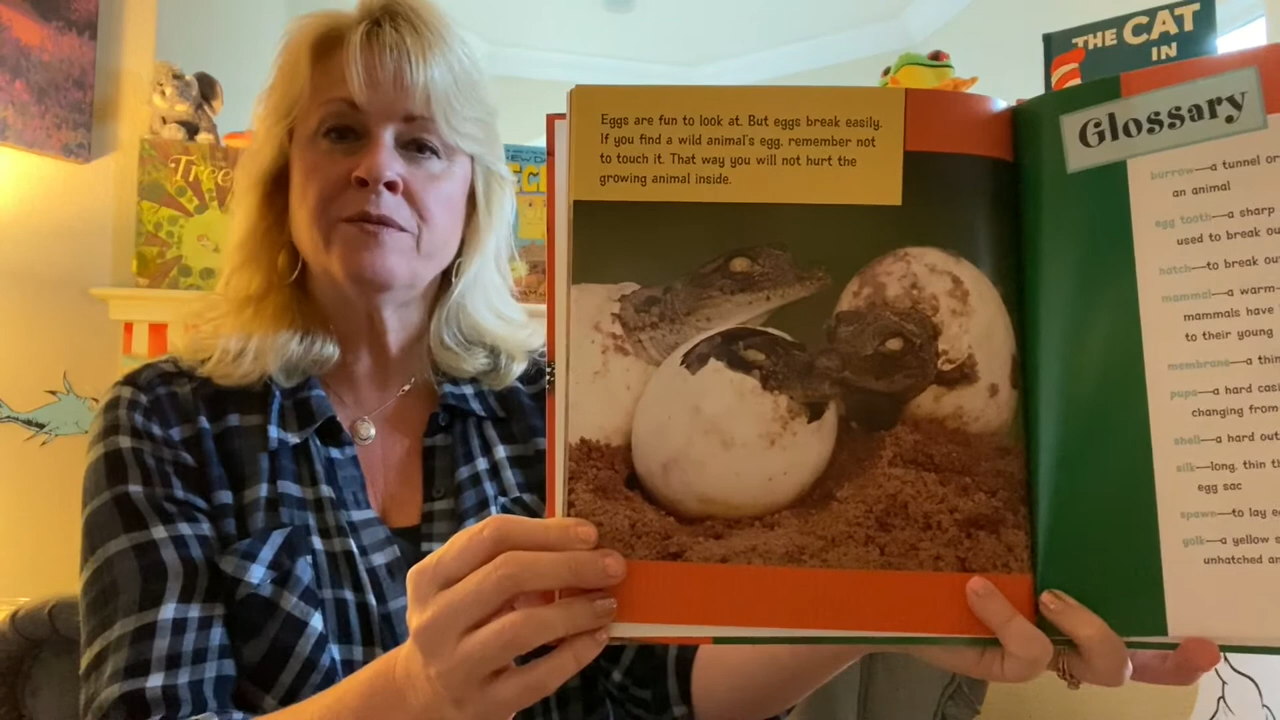 THE CAT
IN
Tree
Eggs are fun to look at. But eggs break easily.
If you find a wild animal's egg, remember not
to touch it. That way you will not hurt the
growing animal inside.
Glossary
burrow—a tunnel or
an animal
egg tooth—a sharp
used to break ou
hatch—to break ou
mammal—a warm-
mammals have
to their young
membrane—a thin
pupa—a hard casi
changing from
shell—a hard out
silk—long, thin th
egg sac
spawn—to lay e
yolk—a yellow s
unhatched an